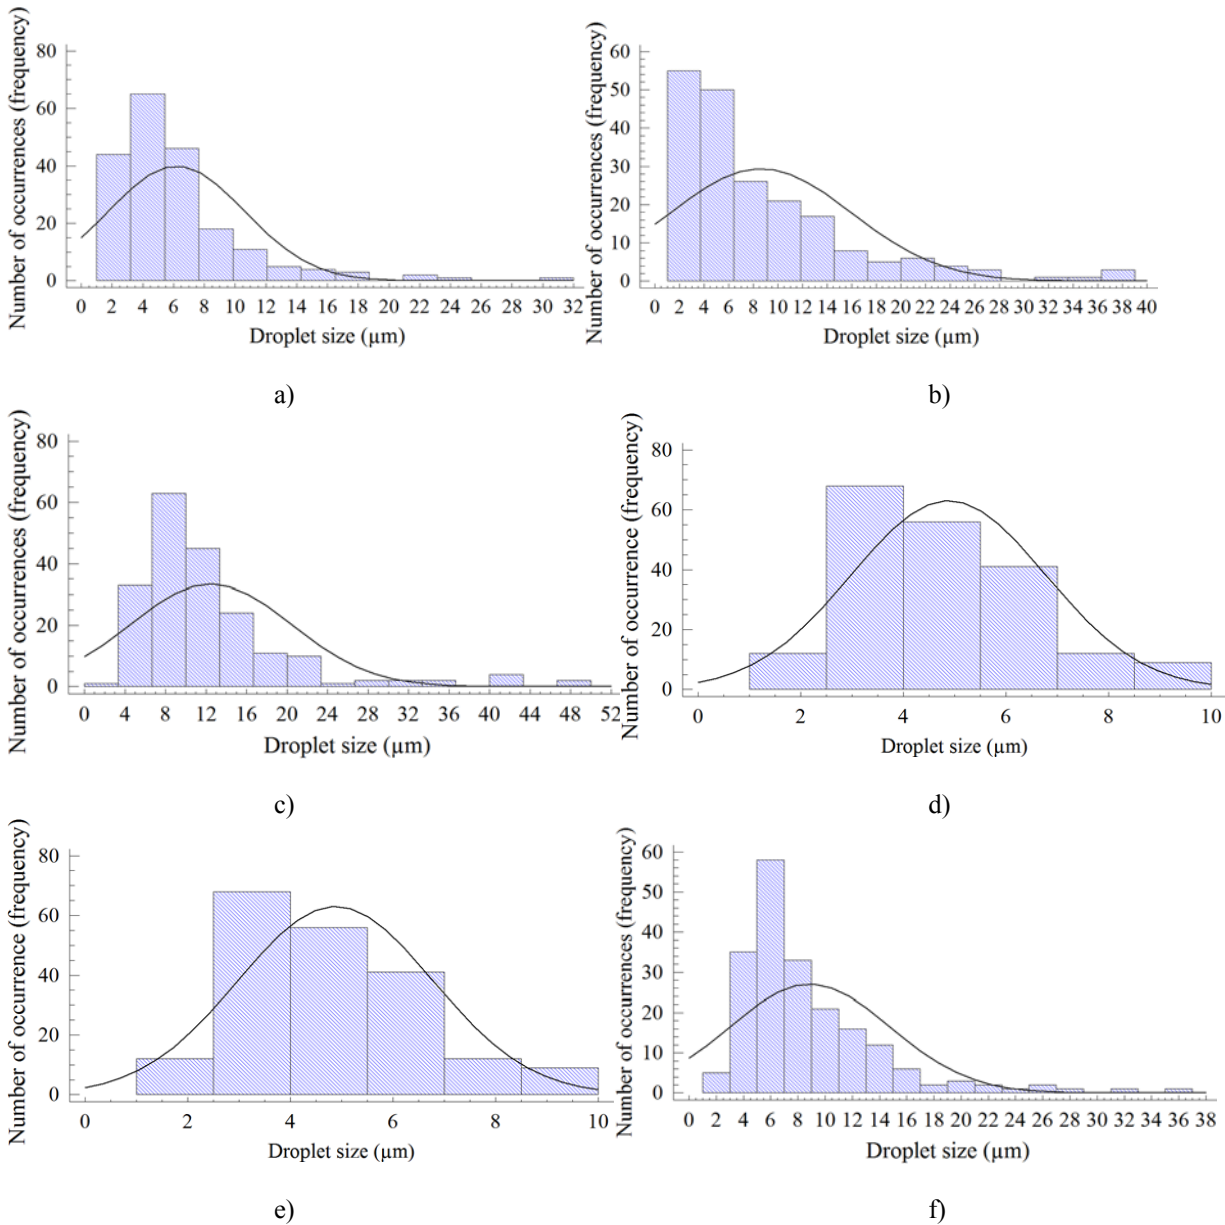 Number of occurrences (frequency)
80
60
40
20
0
0 2 4 6 8 10 12 14 16 18 20 22 24 26 28 30 32
Droplet size (µm)
a)
Number of occurrences (frequency)
60
50
40
30
20
10
0
0 2 4 6 8 10 12 14 16 18 20 22 24 26 28 30 32 34 36 38 40
Droplet size (µm)
b)
Number of occurrences (frequency)
80
60
40
20
0
0 4 8 12 16 20 24 28 32 36 40 44 48 52
Droplet size (µm)
c)
Number of occurrence (frequency)
80
60
40
20
0
0 2 4 6 8 10
Droplet size (µm)
d)
Number of occurrence (frequency)
80
60
40
20
0
0 2 4 6 8 10
Droplet size (µm)
e)
Number of occurrences (frequency)
60
50
40
30
20
10
0
0 2 4 6 8 10 12 14 16 18 20 22 24 26 28 30 32 34 36 38
Droplet size (µm)
f)